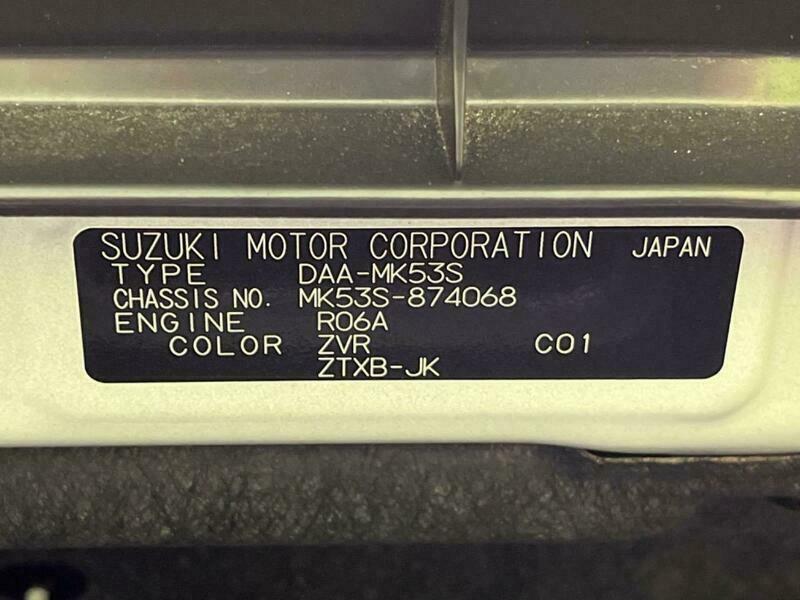 SUZUKI MOTOR CORPORATION JAPAN
TYPE DAA-MK53S
CHASSIS NO. MK53S-874068
ENGINE R06A
COLOR ZVR C01
ZTXB-JK